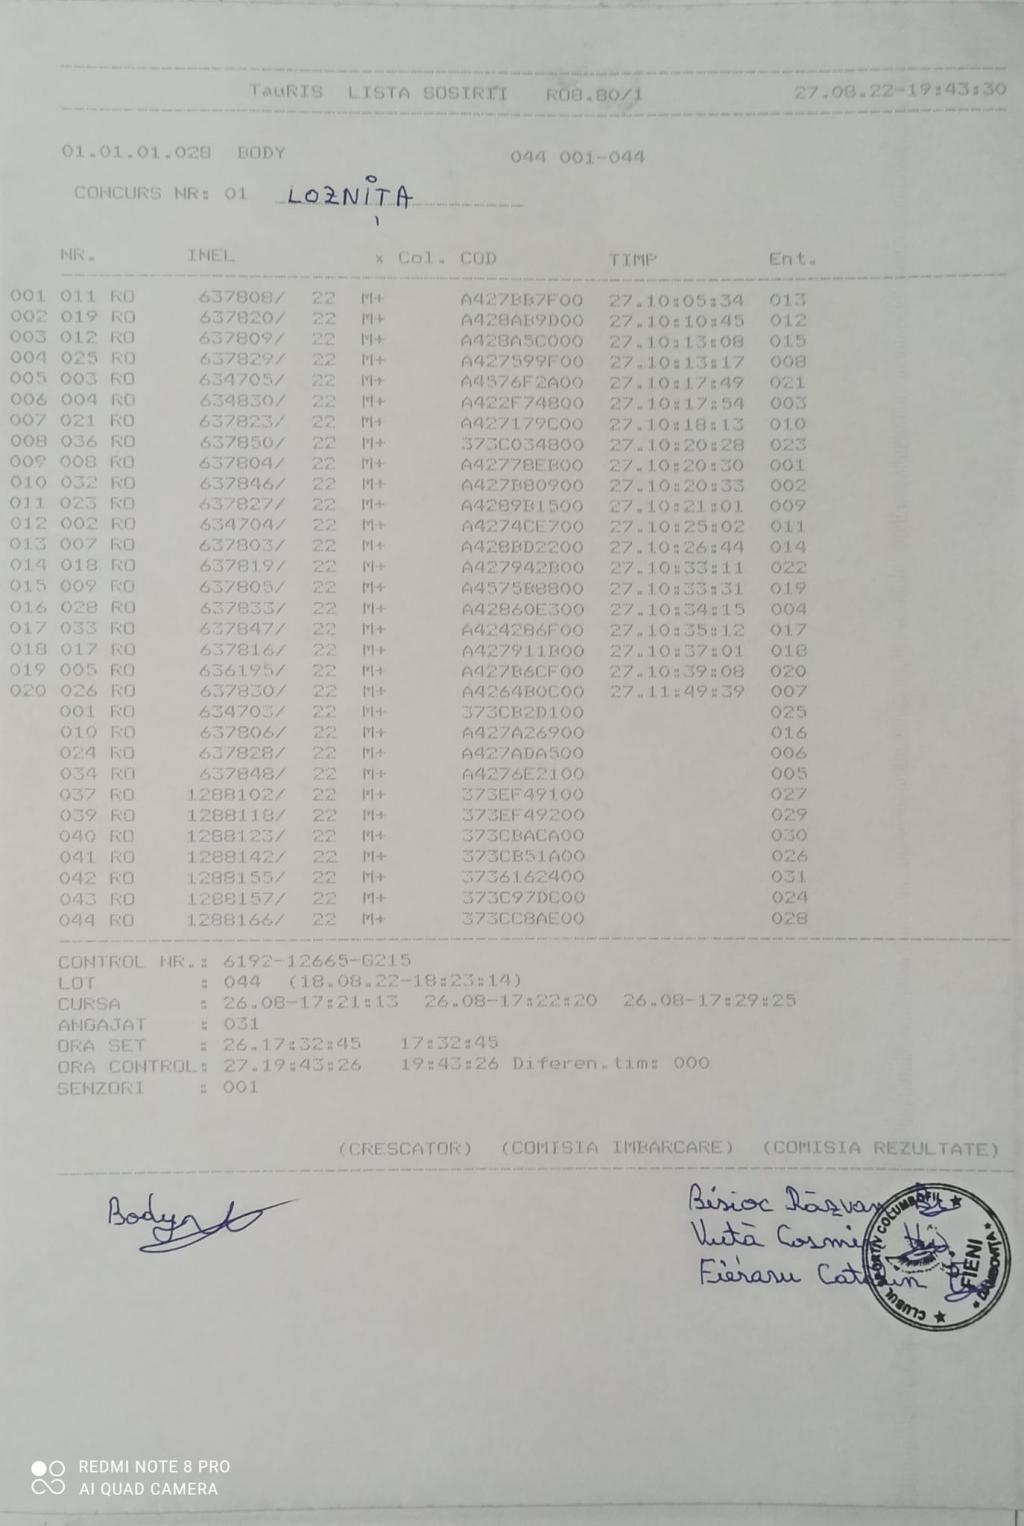 TauRIS LISTA SOSIRII RO8.80/1 27.08.22-19:43:30
01.01.01.028 BODY 044 001-044
CONCURS NR: 01 LOZNIȚA
NR. INEL x Col. COD TIMP Ent.
001 011 RO 637808/ 22 M+ A427BB7F00 27.10:05:34 013
002 019 RO 637820/ 22 M+ A428AB9D00 27.10:10:45 012
003 012 RO 637809/ 22 M+ A428A5C000 27.10:13:08 015
004 025 RO 637829/ 22 M+ A427599F00 27.10:13:17 008
005 003 RO 634705/ 22 M+ A4576F2A00 27.10:17:49 021
006 004 RO 634830/ 22 M+ A422F74800 27.10:17:54 003
007 021 RO 637823/ 22 M+ A427179C00 27.10:18:13 010
008 036 RO 637850/ 22 M+ 373C034800 27.10:20:28 023
009 008 RO 637804/ 22 M+ A42778EB00 27.10:20:30 001
010 032 RO 637846/ 22 M+ A427B80900 27.10:20:33 002
011 023 RO 637827/ 22 M+ A4289B1500 27.10:21:01 009
012 002 RO 634704/ 22 M+ A4274CE700 27.10:25:02 011
013 007 RO 637803/ 22 M+ A428BD2200 27.10:26:44 014
014 018 RO 637819/ 22 M+ A427942B00 27.10:33:11 022
015 009 RO 637805/ 22 M+ A4575B8800 27.10:33:31 019
016 028 RO 637833/ 22 M+ A42860E300 27.10:34:15 004
017 033 RO 637847/ 22 M+ A424286F00 27.10:35:12 017
018 017 RO 637816/ 22 M+ A427911B00 27.10:37:01 018
019 005 RO 636195/ 22 M+ A427B6CF00 27.10:39:08 020
020 026 RO 637830/ 22 M+ A4264B0C00 27.11:49:39 007
001 RO 634703/ 22 M+ 373CB2D100 025
010 RO 637806/ 22 M+ A427A26900 016
024 RO 637828/ 22 M+ A427ADA500 006
034 RO 637848/ 22 M+ A4276E2100 005
037 RO 1288102/ 22 M+ 373EF49100 027
039 RO 1288118/ 22 M+ 373EF49200 029
040 RO 1288123/ 22 M+ 373CBACA00 030
041 RO 1288142/ 22 M+ 373CB51A00 026
042 RO 1288155/ 22 M+ 3736162400 031
043 RO 1288157/ 22 M+ 373C97DC00 024
044 RO 1288166/ 22 M+ 373CC8AE00 028
CONTROL NR.: 6192-12665-G215
LOT : 044 (18.08.22-18:23:14)
CURSA : 26.08-17:21:13 26.08-17:22:20 26.08-17:29:25
ANGAJAT : 031
ORA SET : 26.17:32:45 17:32:45
ORA CONTROL: 27.19:43:26 19:43:26 Diferen.tim: 000
SENZORI : 001
(CRESCATOR) (COMISIA IMBARCARE) (COMISIA REZULTATE)
Body
Bisioc Răzvan
Vută Cosmin
Fieraru Catalin
CLUBUL SPORTIV COLUMBOFIL
FIENI
DÂMBOVIȚA
REDMI NOTE 8 PRO
AI QUAD CAMERA